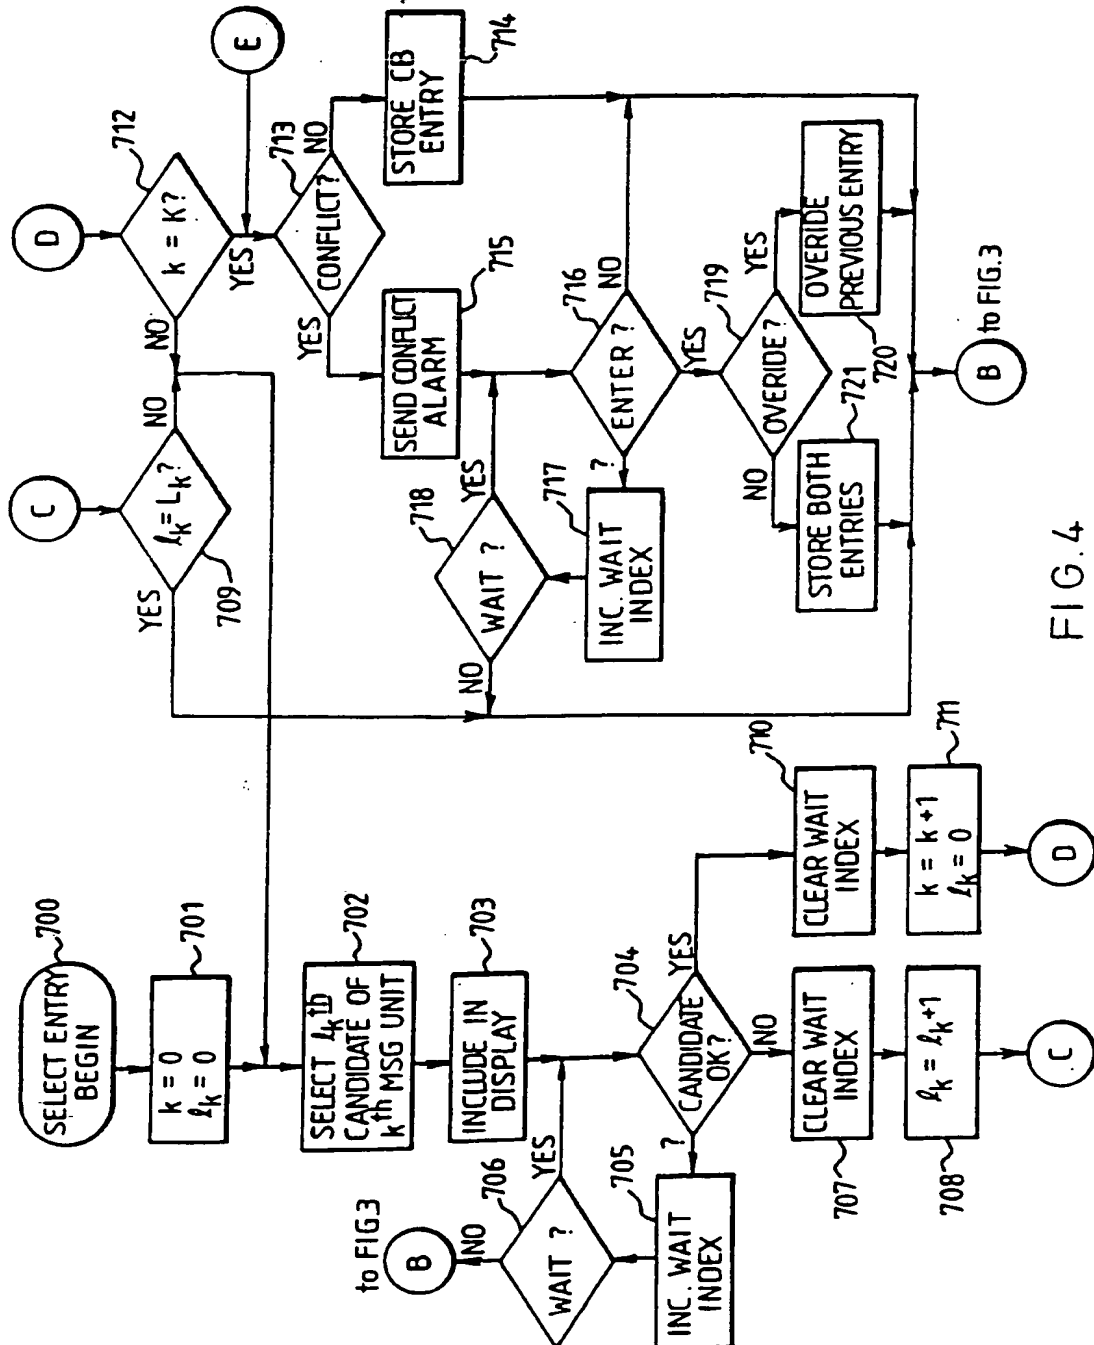 700
SELECT ENTRY
BEGIN
701
k = 0
ℓk = 0
702
SELECT ℓk th
CANDIDATE OF
kth MSG UNIT
703
INCLUDE IN
DISPLAY
704
CANDIDATE
OK?
YES
NO
?
705
INC. WAIT
INDEX
706
WAIT ?
YES
NO
B
to FIG3
707
CLEAR WAIT
INDEX
708
ℓk = ℓk+1
C
710
CLEAR WAIT
INDEX
711
k = k+1
ℓk = 0
D
C
ℓk = Lk?
709
YES
NO
D
712
k = K?
NO
YES
E
713
CONFLICT?
NO
YES
714
STORE CB
ENTRY
715
SEND CONFLICT
ALARM
716
ENTER ?
NO
YES
?
717
INC. WAIT
INDEX
718
WAIT ?
YES
NO
719
OVERRIDE?
YES
NO
OVERRIDE
PREVIOUS ENTRY
720
721
STORE BOTH
ENTRIES
B
to FIG.3
FIG.4